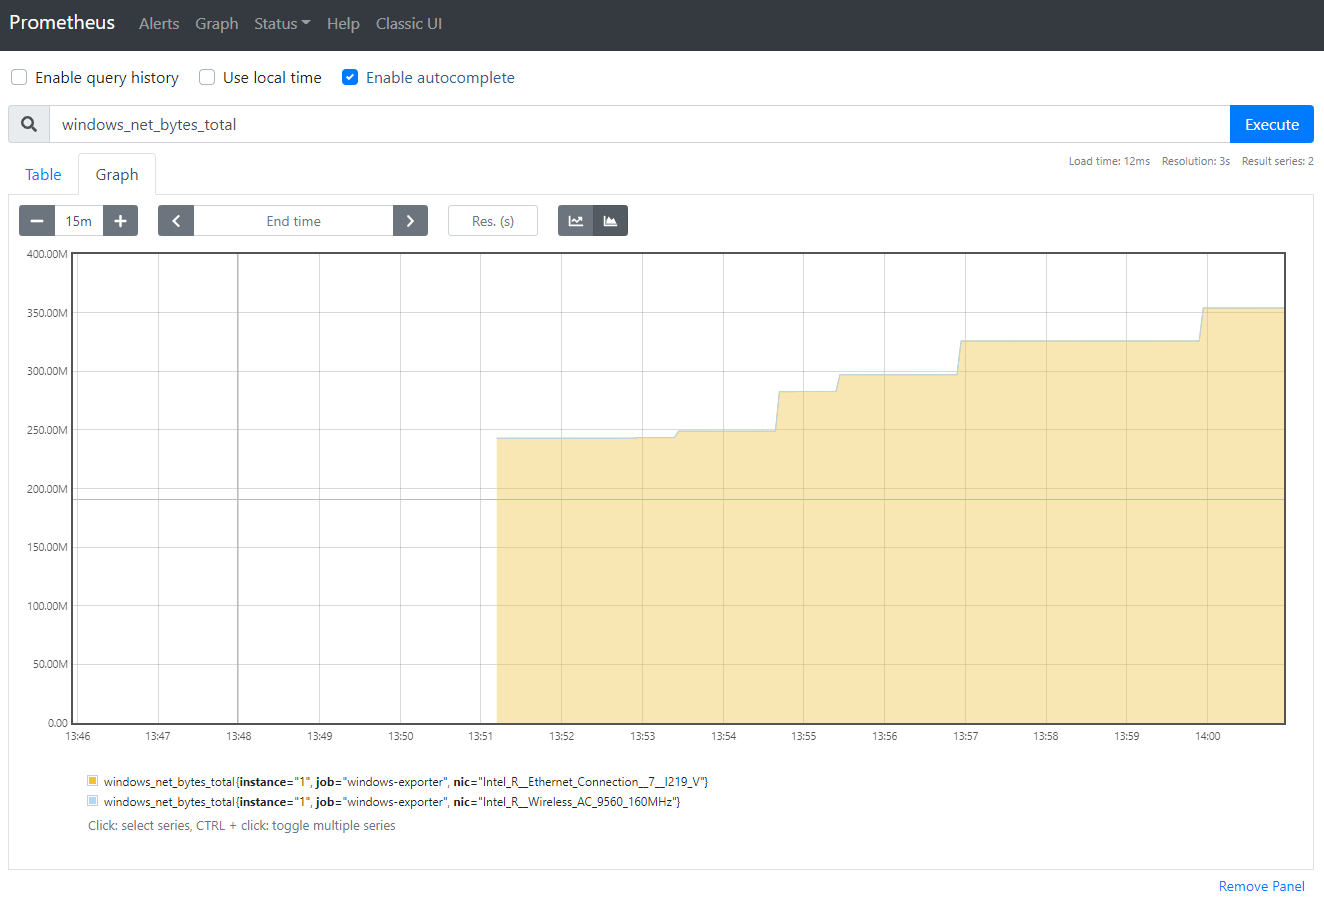 Prometheus Alerts Graph Status Help Classic UI
Enable query history Use local time Enable autocomplete
windows_net_bytes_total Execute
Table Graph Load time: 12ms Resolution: 3s Result series: 2
15m End time Res. (s)
400.00M
350.00M
300.00M
250.00M
200.00M
150.00M
100.00M
50.00M
0.00
13:46 13:47 13:48 13:49 13:50 13:51 13:52 13:53 13:54 13:55 13:56 13:57 13:58 13:59 14:00
windows_net_bytes_total{instance="1", job="windows-exporter", nic="Intel_R__Ethernet_Connection__7__I219_V"}
windows_net_bytes_total{instance="1", job="windows-exporter", nic="Intel_R__Wireless_AC_9560_160MHz"}
Click: select series, CTRL + click: toggle multiple series
Remove Panel